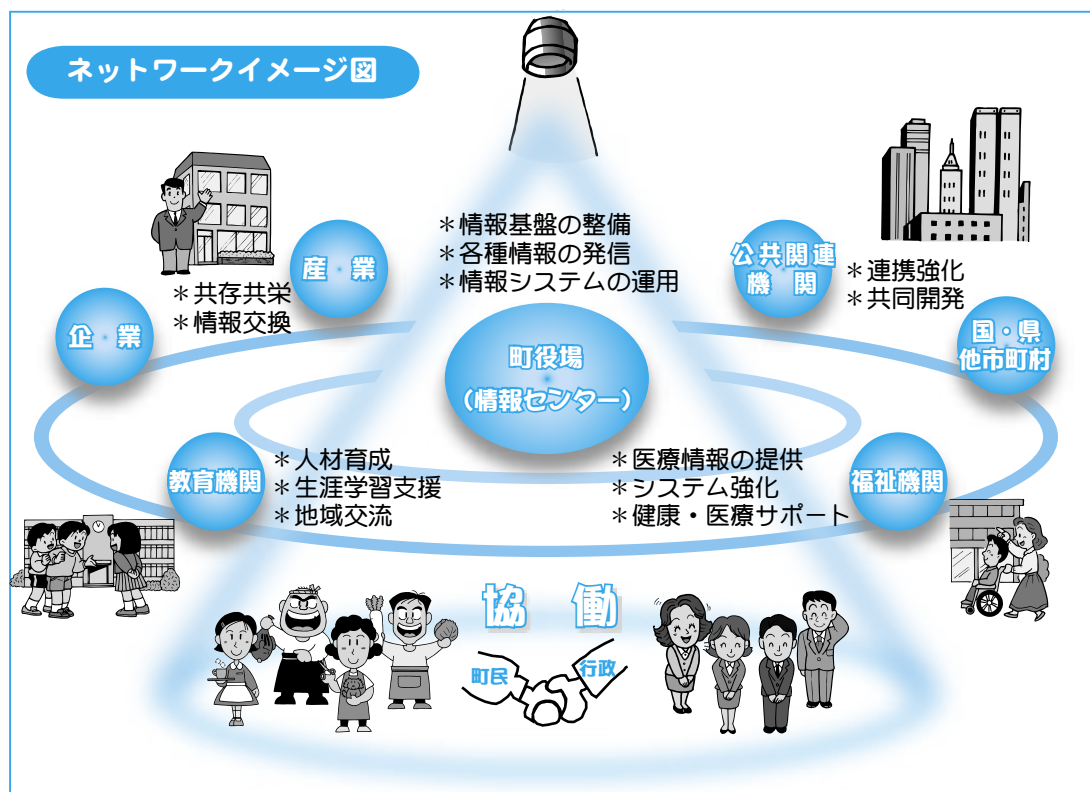 ネットワークイメージ図
＊情報基盤の整備
＊各種情報の発信
＊情報システムの運用
産・業
＊共存共栄
＊情報交換
企・業
公共関連
機　関
＊連携強化
＊共同開発
国・県
他市町村
町役場
・
（情報センター）
教育機関
＊人材育成
＊生涯学習支援
＊地域交流
＊医療情報の提供
＊システム強化
＊健康・医療サポート
福祉機関
協　働
町民
行政